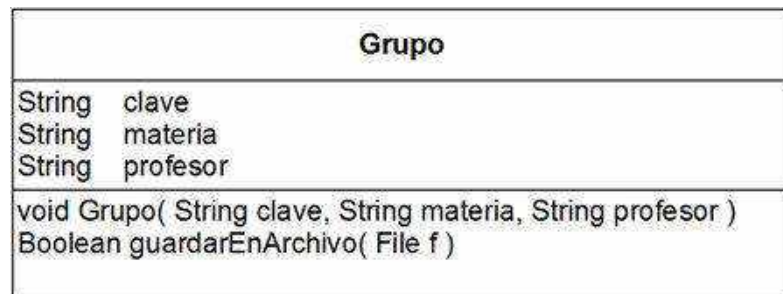 Grupo
String clave
String materia
String profesor
void Grupo( String clave, String materia, String profesor )
Boolean guardarEnArchivo( File f )